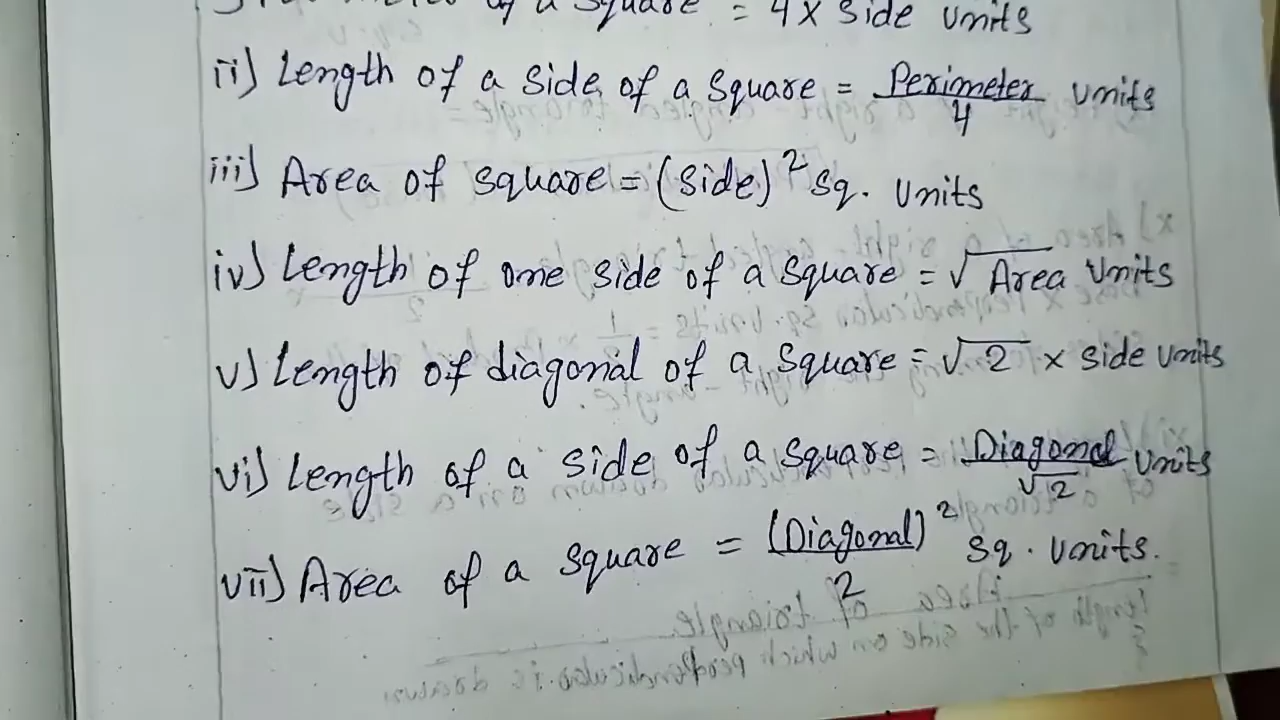 of a square = 4 x side units
ii) Length of a side of a square = Perimeter / 4 units
iii) Area of square = (side)² sq. units
iv) Length of one side of a square = √Area units
v) Length of diagonal of a square = √2 x side units
vi) Length of a side of a square = Diagonal / √2 units
vii) Area of a square = (Diagonal)² / 2 sq. units.